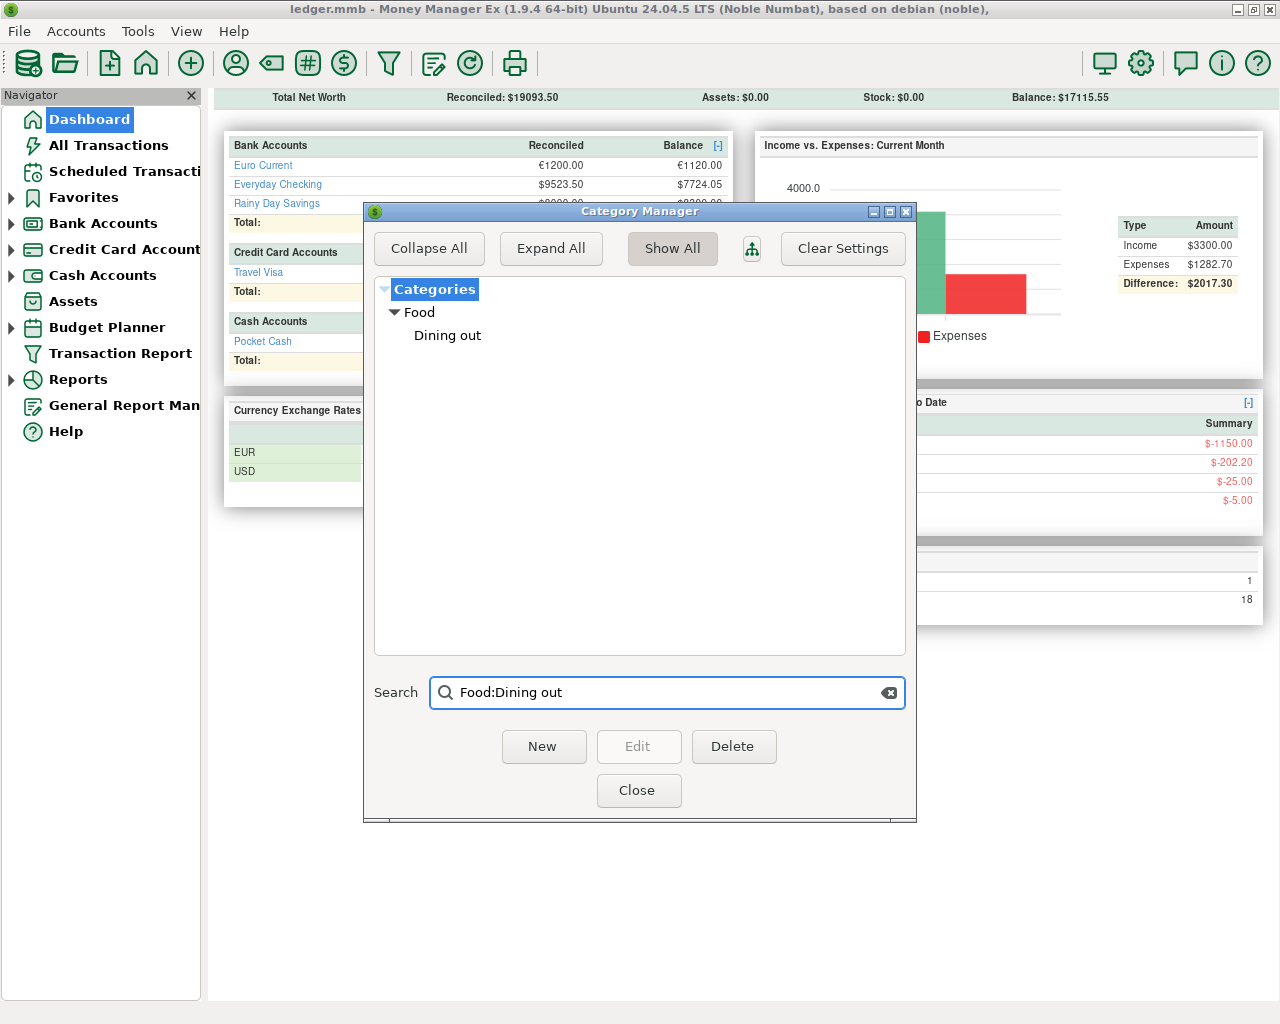 ledger.mmb - Money Manager Ex (1.9.4 64-bit) Ubuntu 24.04.5 LTS (Noble Numbat), based on debian (noble),
File Accounts Tools View Help
Navigator
Dashboard
All Transactions
Scheduled Transacti
Favorites
Bank Accounts
Credit Card Account
Cash Accounts
Assets
Budget Planner
Transaction Report
Reports
General Report Man
Help
Total Net Worth Reconciled: $19093.50 Assets: $0.00 Stock: $0.00 Balance: $17115.55
Bank Accounts Reconciled Balance [-]
Euro Current €1200.00 €1120.00
Everyday Checking $9523.50 $7724.05
Rainy Day Savings
Total:
Credit Card Accounts
Travel Visa
Total:
Cash Accounts
Pocket Cash
Total:
Currency Exchange Rates
EUR
USD
Income vs. Expenses: Current Month
4000.0
Expenses
Type Amount
Income $3300.00
Expenses $1282.70
Difference: $2017.30
o Date [-]
Summary
$-1150.00
$-202.20
$-25.00
$-5.00
1
18
Category Manager
Collapse All Expand All Show All Clear Settings
Categories
Food
Dining out
Search Food:Dining out
New Edit Delete
Close